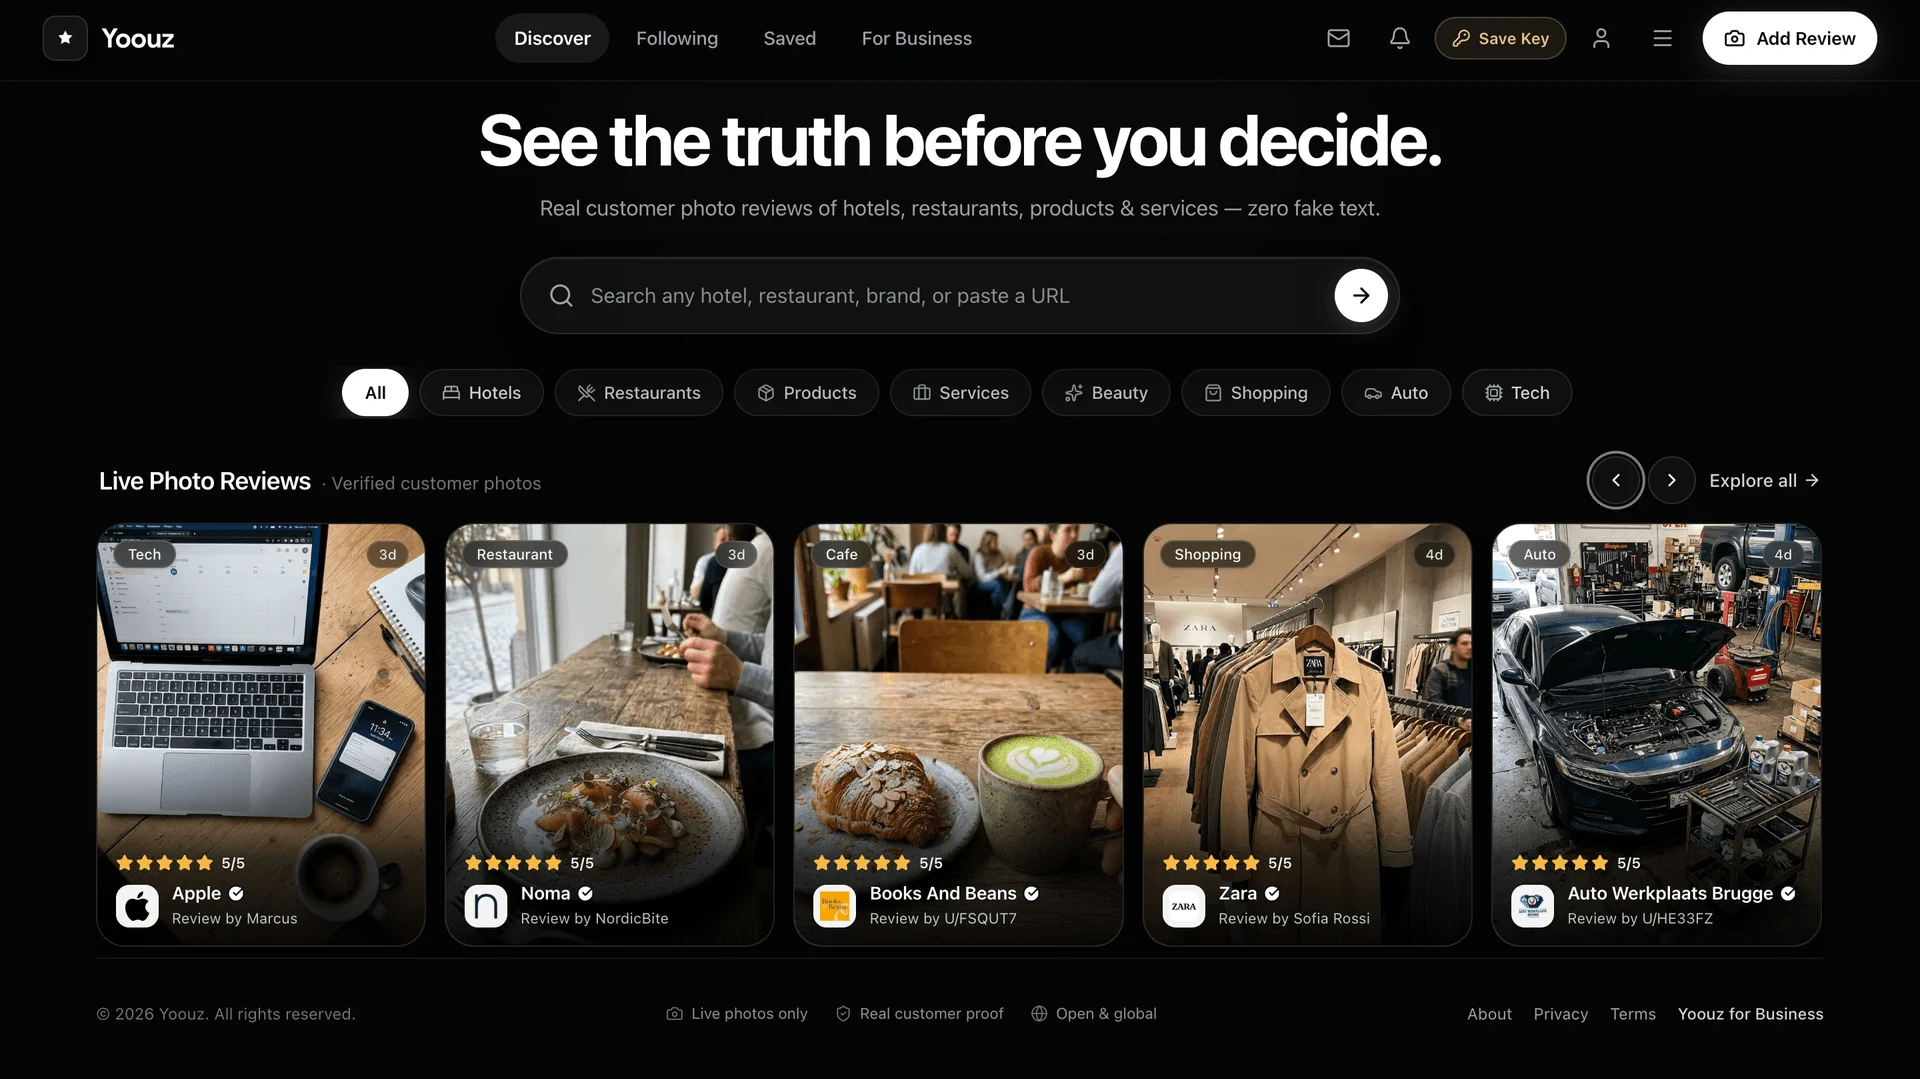 Yoouz
Discover
Following
Saved
For Business
Save Key
Add Review
See the truth before you decide.
Real customer photo reviews of hotels, restaurants, products & services — zero fake text.
Search any hotel, restaurant, brand, or paste a URL
All
Hotels
Restaurants
Products
Services
Beauty
Shopping
Auto
Tech
Live Photo Reviews · Verified customer photos
Explore all →
Tech
3d
11:34
5/5
Apple
Review by Marcus
Restaurant
3d
5/5
n
Noma
Review by NordicBite
Cafe
3d
5/5
Books And Beans
Review by U/FSQUT7
Shopping
4d
ZARA
ZARA
5/5
ZARA
Zara
Review by Sofia Rossi
Auto
4d
5/5
Auto Werkplaats Brugge
Review by U/HE33FZ
© 2026 Yoouz. All rights reserved.
Live photos only
Real customer proof
Open & global
About
Privacy
Terms
Yoouz for Business